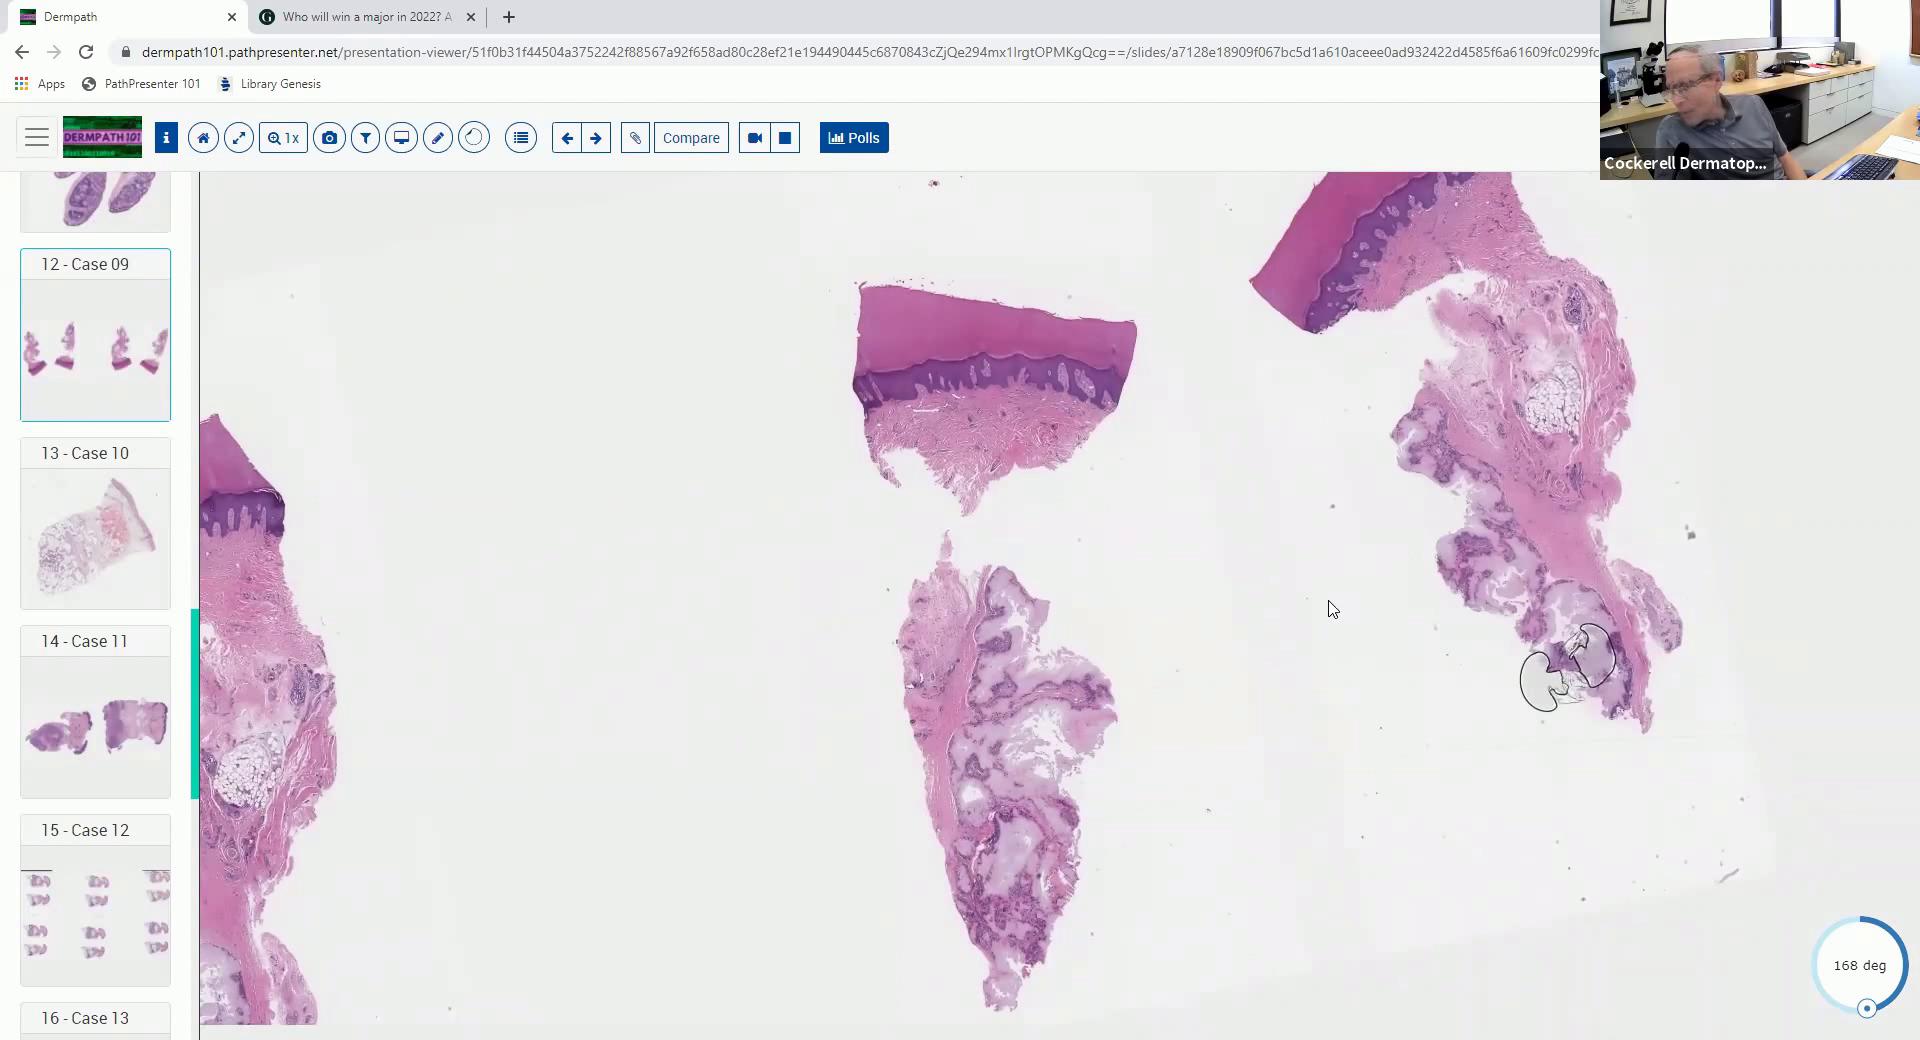 Dermpath
Who will win a major in 2022? A
dermpath101.pathpresenter.net/presentation-viewer/51f0b31f44504a3752242f88567a92f658ad80c28ef21e194490445c6870843cZjQe294mx1lrgtOPMKgQcg==/slides/a7128e18909f067bc5d1a610aceee0ad932422d4585f6a61609fc0299fc
Apps
PathPresenter 101
Library Genesis
DERMPATH 101
1x
Compare
Polls
Cockerell Dermatop...
12 - Case 09
13 - Case 10
14 - Case 11
15 - Case 12
16 - Case 13
168 deg